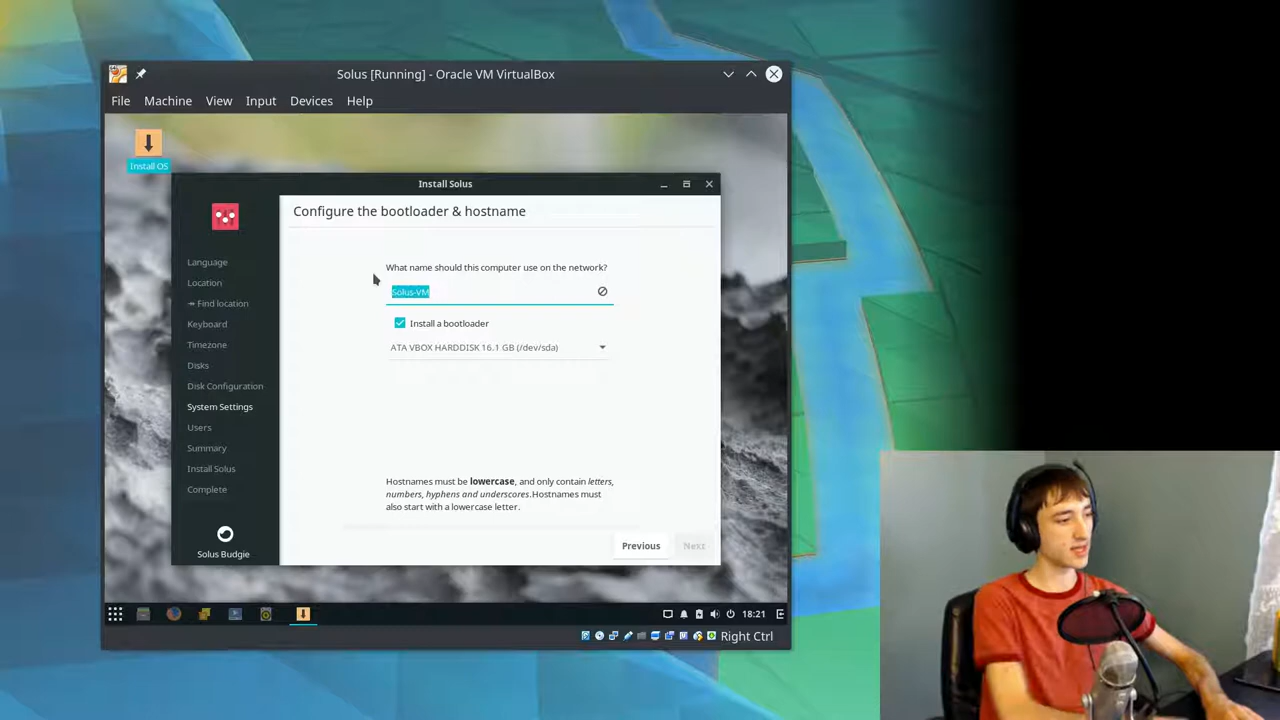 Solus [Running] - Oracle VM VirtualBox
File Machine View Input Devices Help
Install OS
Install Solus
Configure the bootloader & hostname
What name should this computer use on the network?
Solus-VM
Install a bootloader
ATA VBOX HARDDISK 16.1 GB (/dev/sda)
Language
Location
↠ Find location
Keyboard
Timezone
Disks
Disk Configuration
System Settings
Users
Summary
Install Solus
Complete
Solus Budgie
Hostnames must be lowercase, and only contain letters,
numbers, hyphens and underscores.Hostnames must
also start with a lowercase letter.
Previous Next
18:21
Right Ctrl